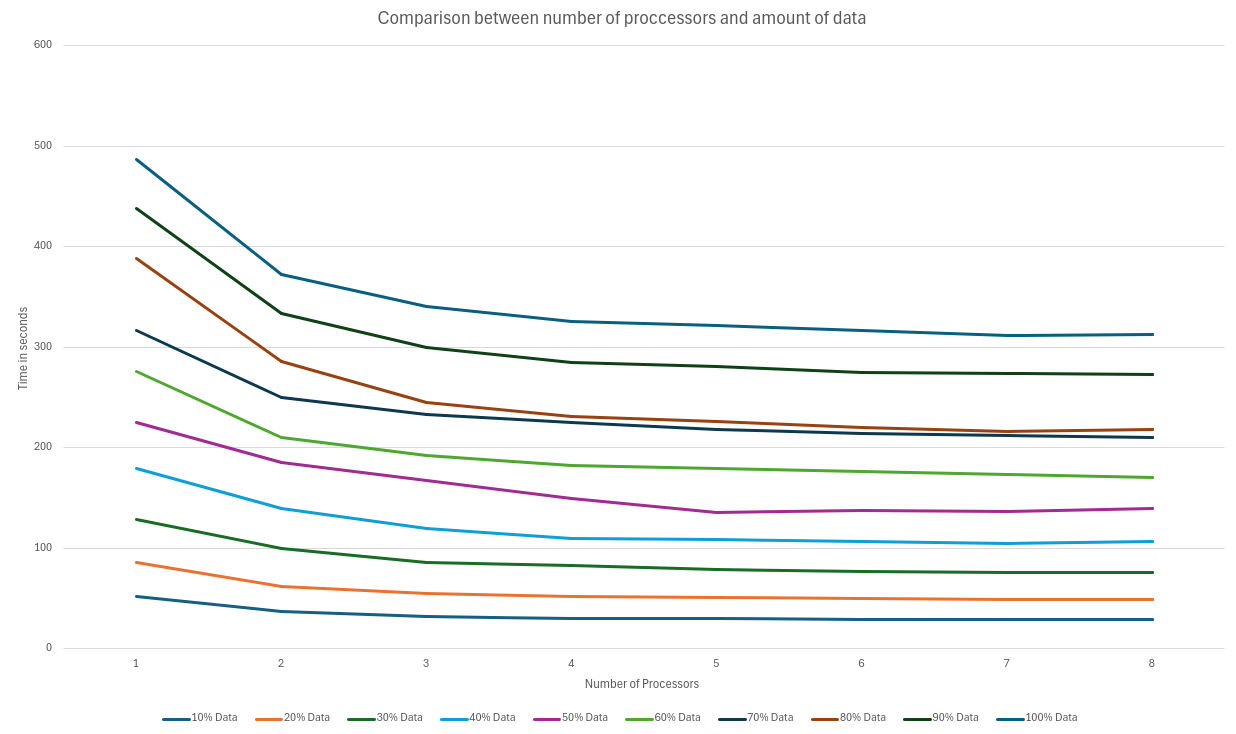 Comparison between number of proccessors and amount of data
600
500
400
300
200
100
0
Time in seconds
1 2 3 4 5 6 7 8
Number of Processors
10% Data 20% Data 30% Data 40% Data 50% Data 60% Data 70% Data 80% Data 90% Data 100% Data